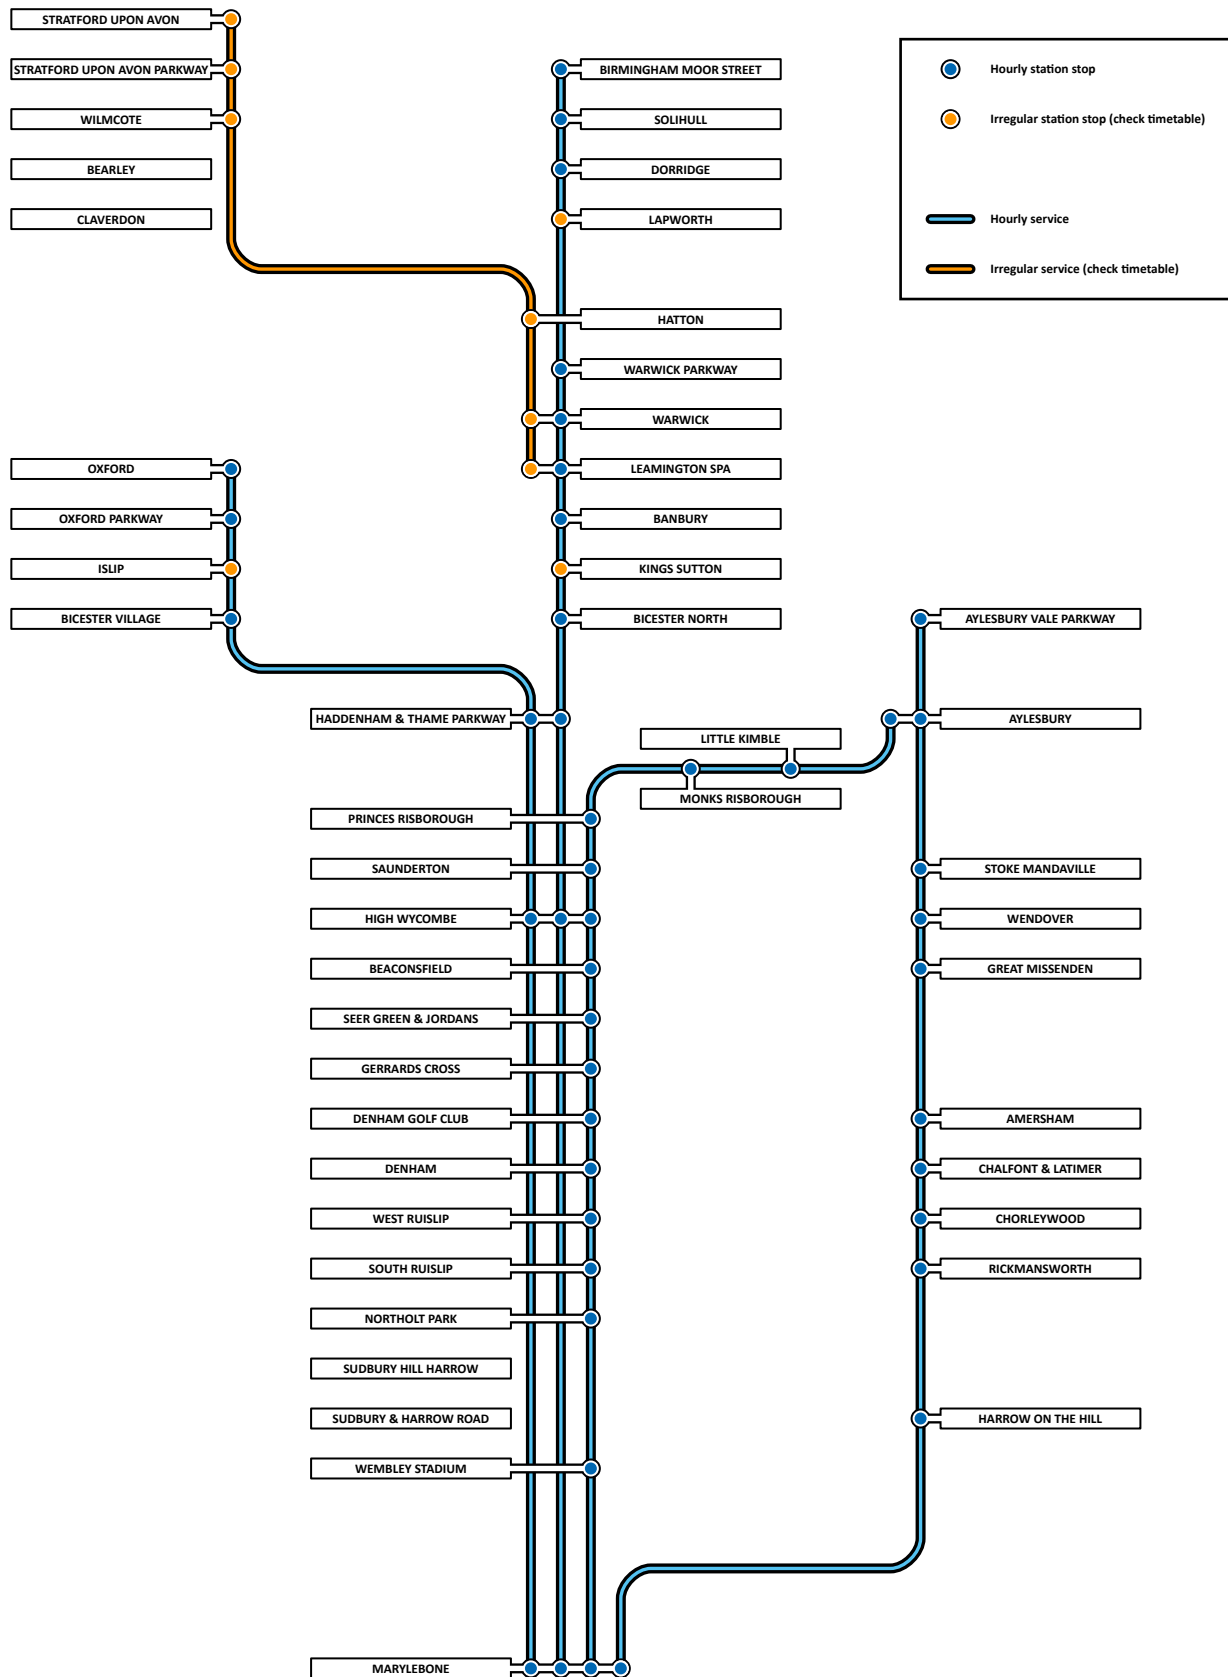 STRATFORD UPON AVON
STRATFORD UPON AVON PARKWAY
WILMCOTE
BEARLEY
CLAVERDON
BIRMINGHAM MOOR STREET
SOLIHULL
DORRIDGE
LAPWORTH
HATTON
WARWICK PARKWAY
WARWICK
LEAMINGTON SPA
BANBURY
KINGS SUTTON
BICESTER NORTH
Hourly station stop
Irregular station stop (check timetable)
Hourly service
Irregular service (check timetable)
OXFORD
OXFORD PARKWAY
ISLIP
BICESTER VILLAGE
HADDENHAM & THAME PARKWAY
LITTLE KIMBLE
MONKS RISBOROUGH
AYLESBURY VALE PARKWAY
AYLESBURY
PRINCES RISBOROUGH
SAUNDERTON
HIGH WYCOMBE
BEACONSFIELD
SEER GREEN & JORDANS
GERRARDS CROSS
DENHAM GOLF CLUB
DENHAM
WEST RUISLIP
SOUTH RUISLIP
NORTHOLT PARK
SUDBURY HILL HARROW
SUDBURY & HARROW ROAD
WEMBLEY STADIUM
STOKE MANDAVILLE
WENDOVER
GREAT MISSENDEN
AMERSHAM
CHALFONT & LATIMER
CHORLEYWOOD
RICKMANSWORTH
HARROW ON THE HILL
MARYLEBONE